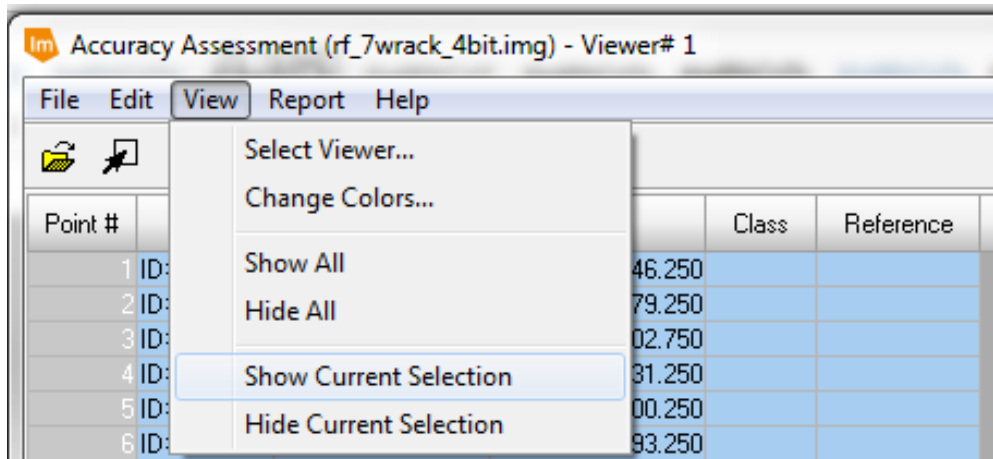 Im Accuracy Assessment (rf_7wrack_4bit.img) - Viewer# 1
File Edit View Report Help
Select Viewer...
Change Colors...
Point # Class Reference
Show All
1 ID: 46.250
2 ID: 79.250
Hide All
3 ID: 02.750
4 ID: 31.250
Show Current Selection
5 ID: 00.250
Hide Current Selection
6 ID: 93.250